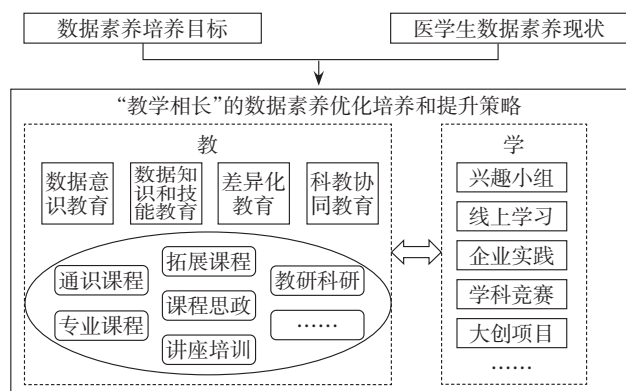 数据素养培养目标
医学生数据素养现状
“教学相长”的数据素养优化培养和提升策略
教
数据意
识教育
数据知
识和技
能教育
差异化
教育
科教协
同教育
通识课程
拓展课程
教研科研
专业课程
课程思政
……
讲座培训
学
兴趣小组
线上学习
企业实践
学科竞赛
大创项目
……